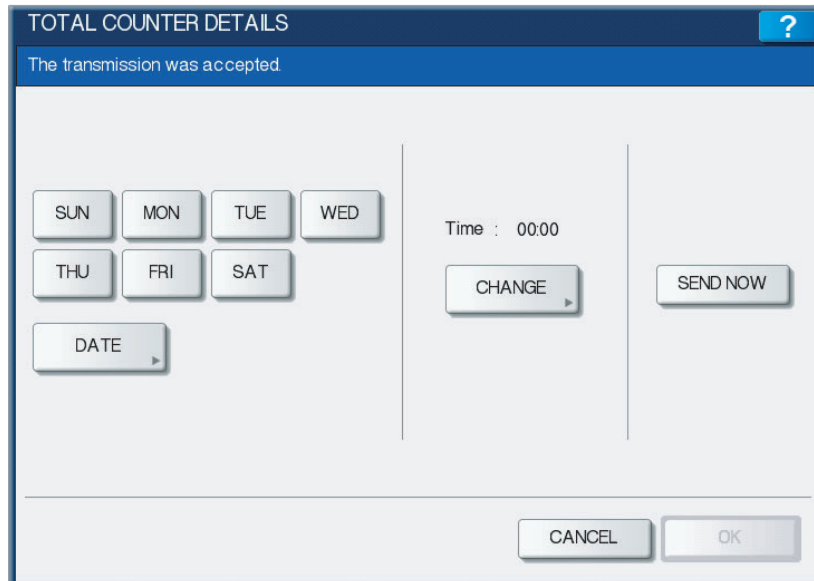 TOTAL COUNTER DETAILS
?
The transmission was accepted.
SUN MON TUE WED
THU FRI SAT
DATE
Time : 00:00
CHANGE
SEND NOW
CANCEL OK